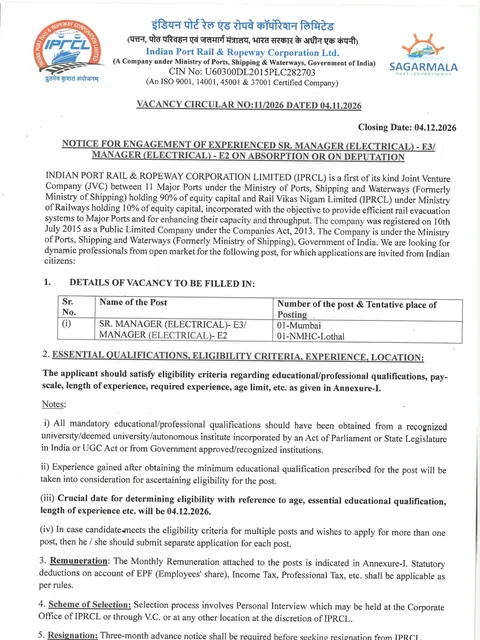 इंडियन पोर्ट रेल एंड रोपवे कॉर्पोरेशन लिमिटेड
(पत्तन, पोत परिवहन एवं जलमार्ग मंत्रालय, भारत सरकार के अधीन एक कंपनी)
Indian Port Rail & Ropeway Corporation Ltd.
(A Company under Ministry of Ports, Shipping & Waterways, Government of India)
CIN No: U60300DL2015PLC282703
(An ISO 9001, 14001, 45001 & 37001 Certified Company)
IPRCL
SAGARMALA
PORT-LED PROSPERITY
VACANCY CIRCULAR NO:11/2026 DATED 04.11.2026
Closing Date: 04.12.2026
NOTICE FOR ENGAGEMENT OF EXPERIENCED SR. MANAGER (ELECTRICAL) - E3/
MANAGER (ELECTRICAL) - E2 ON ABSORPTION OR ON DEPUTATION
INDIAN PORT RAIL & ROPEWAY CORPORATION LIMITED (IPRCL) is a first of its kind Joint Venture
Company (JVC) between 11 Major Ports under the Ministry of Ports, Shipping and Waterways (Formerly
Ministry of Shipping) holding 90% of equity capital and Rail Vikas Nigam Limited (IPRCL) under Ministry
of Railways holding 10% of equity capital, incorporated with the objective to provide efficient rail evacuation
systems to Major Ports and for enhancing their capacity and throughput. The company was registered on 10th
July 2015 as a Public Limited Company under the Companies Act, 2013. The Company is under the Ministry
of Ports, Shipping and Waterways (Formerly Ministry of Shipping), Government of India. We are looking for
dynamic professionals from open market for the following post, for which applications are invited from Indian
citizens:
1. DETAILS OF VACANCY TO BE FILLED IN:
Sr. No. Name of the Post Number of the post & Tentative place of Posting
(i) SR. MANAGER (ELECTRICAL)- E3/ 01-Mumbai
MANAGER (ELECTRICAL)- E2 01-NMHC-Lothal
2. ESSENTIAL QUALIFICATIONS, ELIGIBILITY CRITERIA, EXPERIENCE, LOCATION:
The applicant should satisfy eligibility criteria regarding educational/professional qualifications, pay-
scale, length of experience, required experience, age limit, etc. as given in Annexure-I.
Notes:
i) All mandatory educational/professional qualifications should have been obtained from a recognized
university/deemed university/autonomous institute incorporated by an Act of Parliament or State Legislature
in India or UGC Act or from Government approved/recognized institutions.
ii) Experience gained after obtaining the minimum educational qualification prescribed for the post will be
taken into consideration for ascertaining eligibility for the post.
(iii) Crucial date for determining eligibility with reference to age, essential educational qualification,
length of experience etc. will be 04.12.2026.
(iv) In case candidate meets the eligibility criteria for multiple posts and wishes to apply for more than one
post, then he / she should submit separate application for each post.
3. Remuneration: The Monthly Remuneration attached to the posts is indicated in Annexure-I. Statutory
deductions on account of EPF (Employees' share), Income Tax, Professional Tax, etc. shall be applicable as
per rules.
4. Scheme of Selection: Selection process involves Personal Interview which may be held at the Corporate
Office of IPRCL or through V.C. or at any other location at the discretion of IPRCL.
5. Resignation: Three-month advance notice shall be required before seeking resignation from IPRCL.